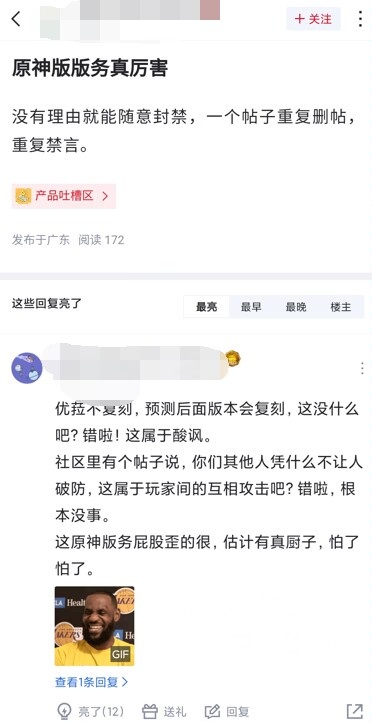 + 关注
原神版版务真厉害
没有理由就能随意封禁，一个帖子重复删帖，
重复禁言。
产品吐槽区 >
发布于广东 阅读 172
这些回复亮了
最亮 最早 最晚 楼主
优菈不复刻，预测后面版本会复刻，这没什么
吧？错啦！这属于酸讽。
社区里有个帖子说，你们其他人凭什么不让人
破防，这属于玩家间的互相攻击吧？错啦，根
本没事。
这原神版务屁股歪的很，估计有真厨子，怕了
怕了。
GIF
查看1条回复 >
亮了(12) 送礼 回复